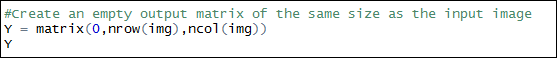 #Create an empty output matrix of the same size as the input image
Y = matrix(0,nrow(img),ncol(img))
Y